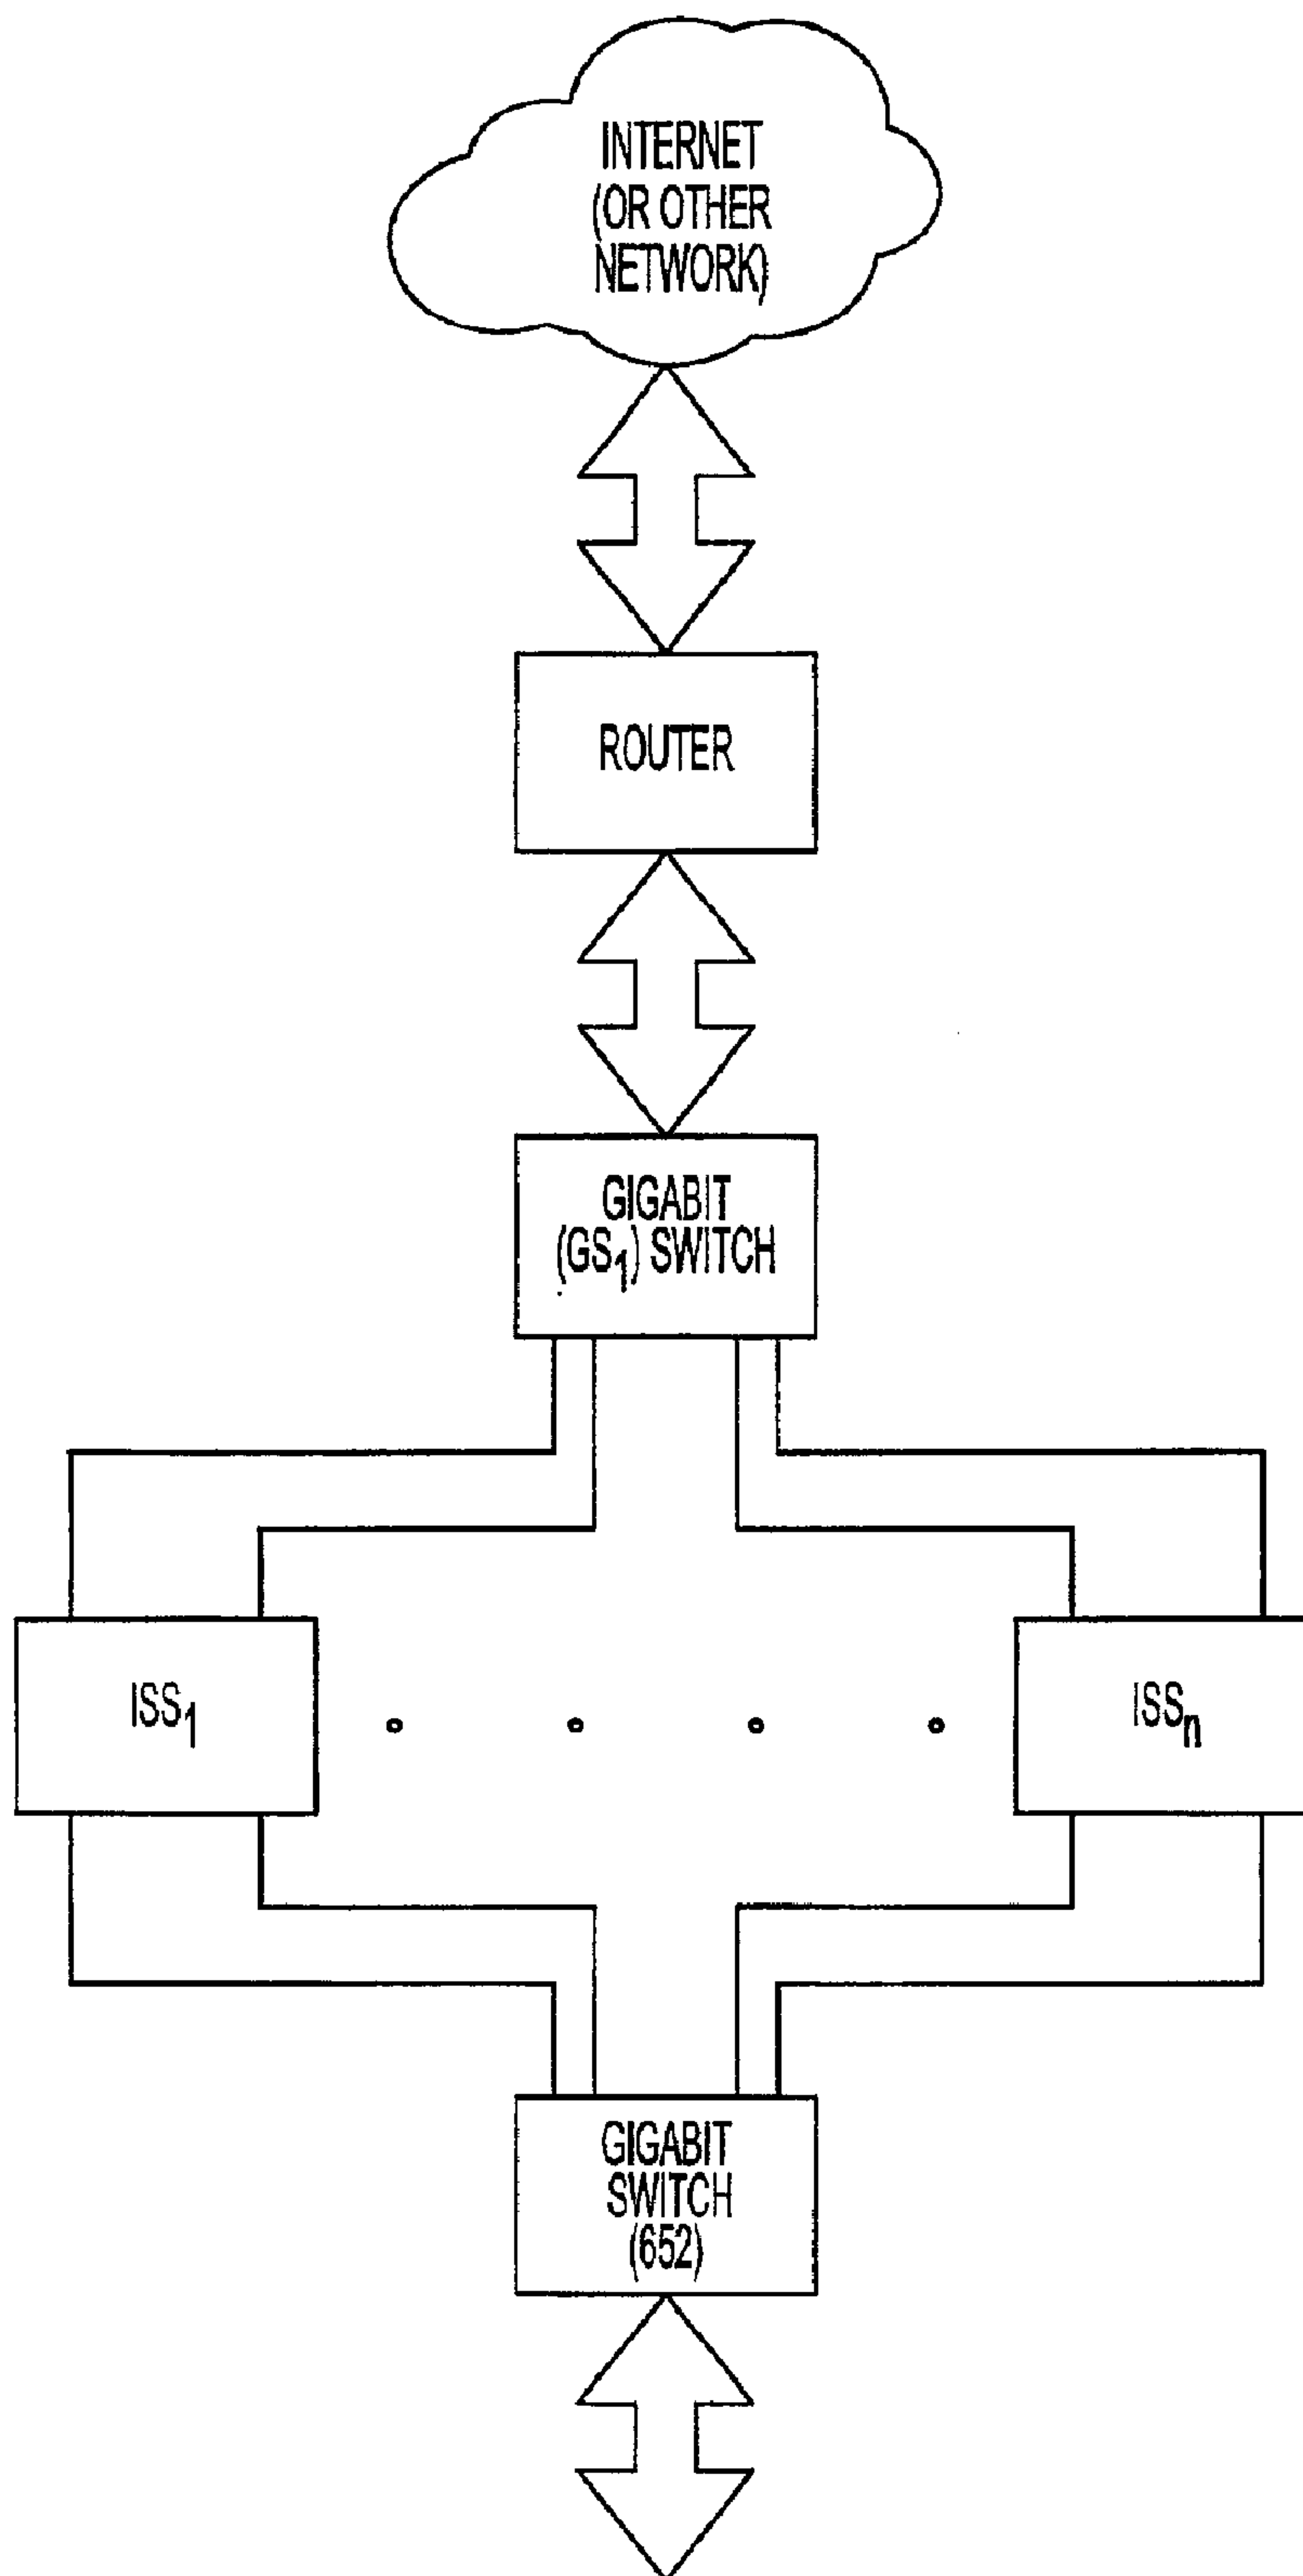 INTERNET
(OR OTHER
NETWORK)
ROUTER
GIGABIT
(GS₁) SWITCH
ISS₁
ISSₙ
GIGABIT
SWITCH
(652)